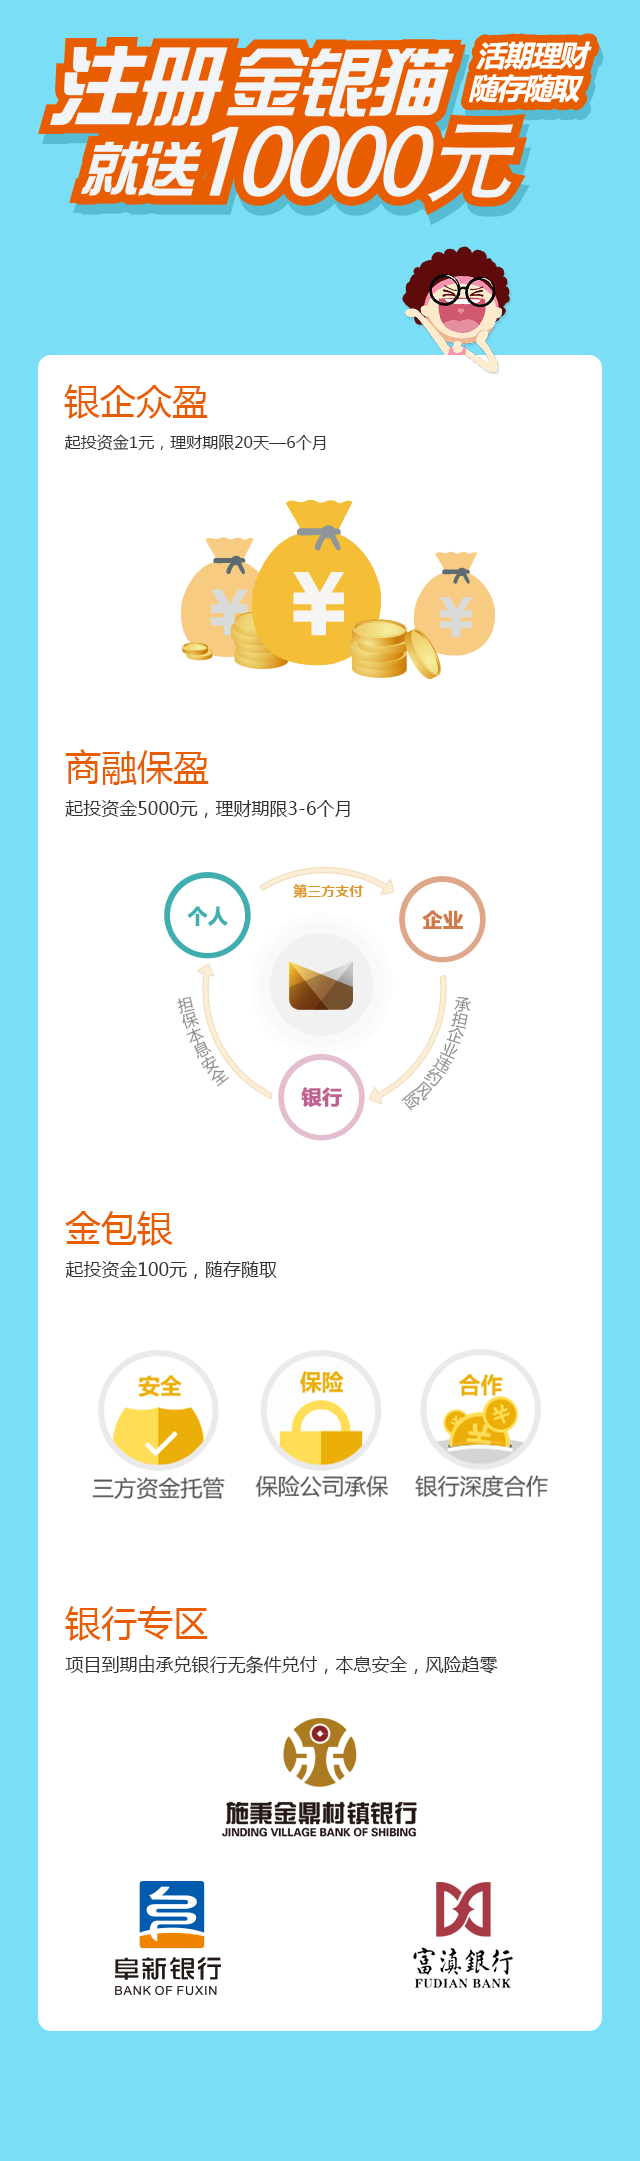 注册金银猫
活期理财
随存随取
就送10000元
银企众盈
起投资金1元，理财期限20天—6个月
¥ ¥ ¥
商融保盈
起投资金5000元，理财期限3-6个月
第三方支付
个人
企业
担保本息安全
承担企业违约风险
银行
金包银
起投资金100元，随存随取
安全
保险
合作
三方资金托管
保险公司承保
银行深度合作
银行专区
项目到期由承兑银行无条件兑付，本息安全，风险趋零
施秉金鼎村镇银行
JINDING VILLAGE BANK OF SHIBING
阜新银行
BANK OF FUXIN
富滇銀行
FUDIAN BANK